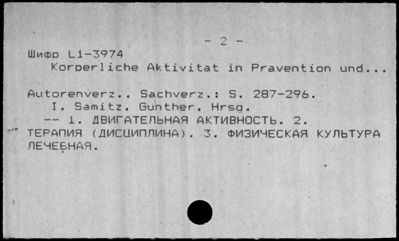 - 2 -
Шифр L1-3974
Korperliche Aktivitat in Pravention und...
Autorenverz., Sachverz.: S. 287-296.
I. Samitz, Gunther, Hrsg.
-- 1. ДВИГАТЕЛЬНАЯ АКТИВНОСТЬ. 2.
ТЕРАПИЯ (ДИСЦИПЛИНА). 3. ФИЗИЧЕСКАЯ КУЛЬТУРА
ЛЕЧЕБНАЯ.